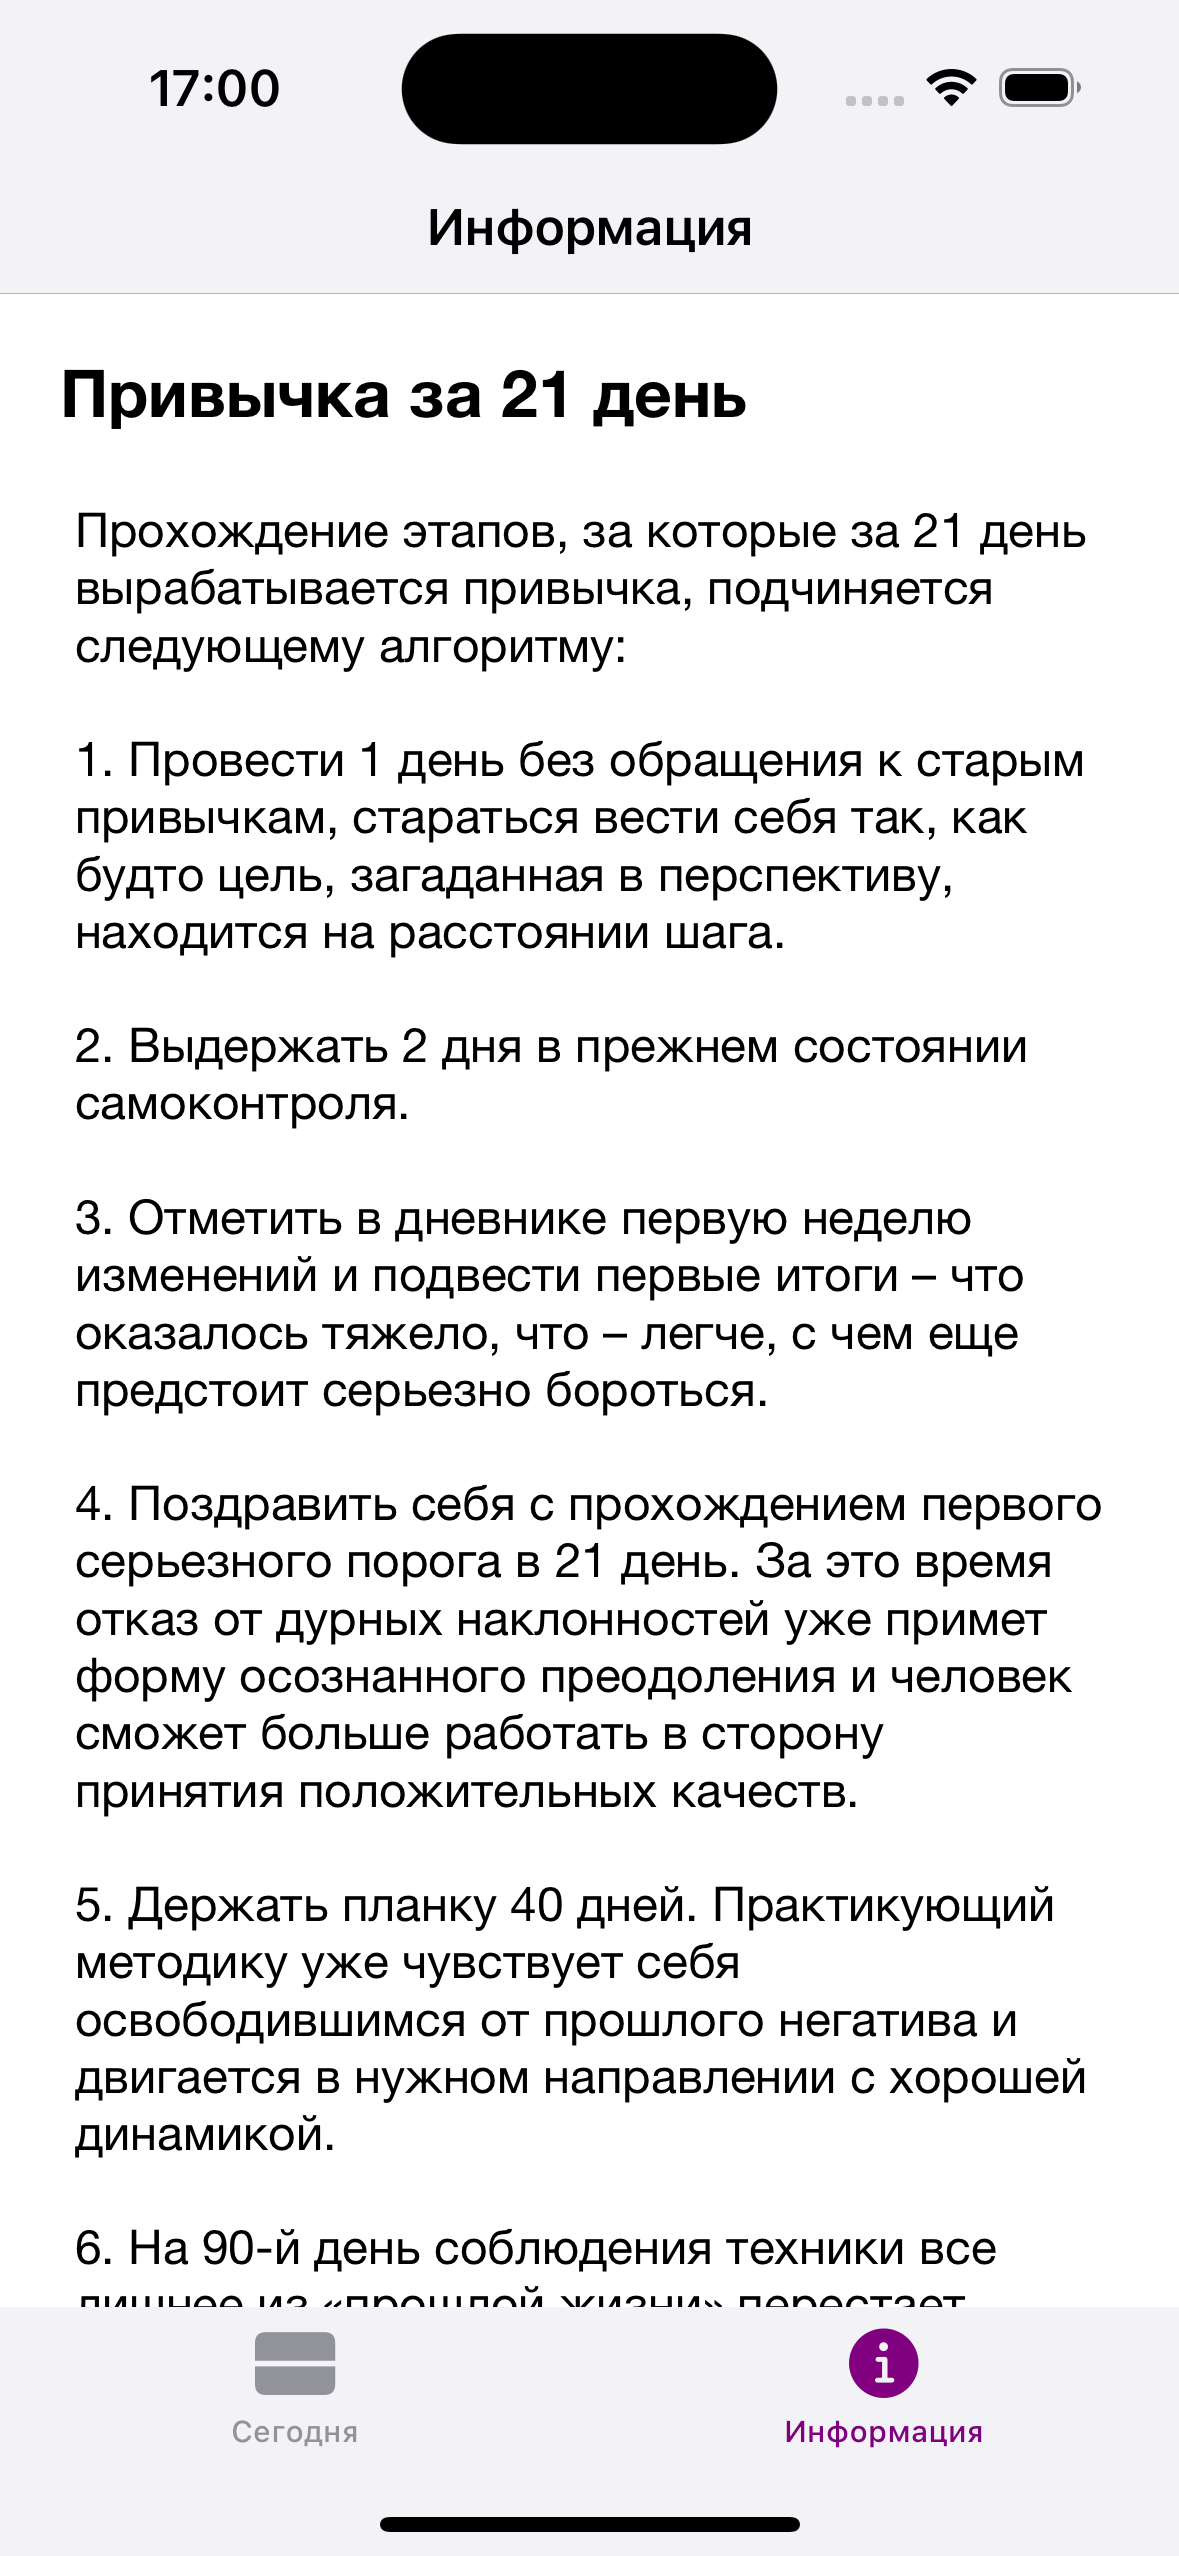 17:00
Информация
Привычка за 21 день
Прохождение этапов, за которые за 21 день
вырабатывается привычка, подчиняется
следующему алгоритму:
1. Провести 1 день без обращения к старым
привычкам, стараться вести себя так, как
будто цель, загаданная в перспективу,
находится на расстоянии шага.
2. Выдержать 2 дня в прежнем состоянии
самоконтроля.
3. Отметить в дневнике первую неделю
изменений и подвести первые итоги – что
оказалось тяжело, что – легче, с чем еще
предстоит серьезно бороться.
4. Поздравить себя с прохождением первого
серьезного порога в 21 день. За это время
отказ от дурных наклонностей уже примет
форму осознанного преодоления и человек
сможет больше работать в сторону
принятия положительных качеств.
5. Держать планку 40 дней. Практикующий
методику уже чувствует себя
освободившимся от прошлого негатива и
двигается в нужном направлении с хорошей
динамикой.
6. На 90-й день соблюдения техники все
лишнее из «прошлой жизни» перестает
Сегодня
Информация